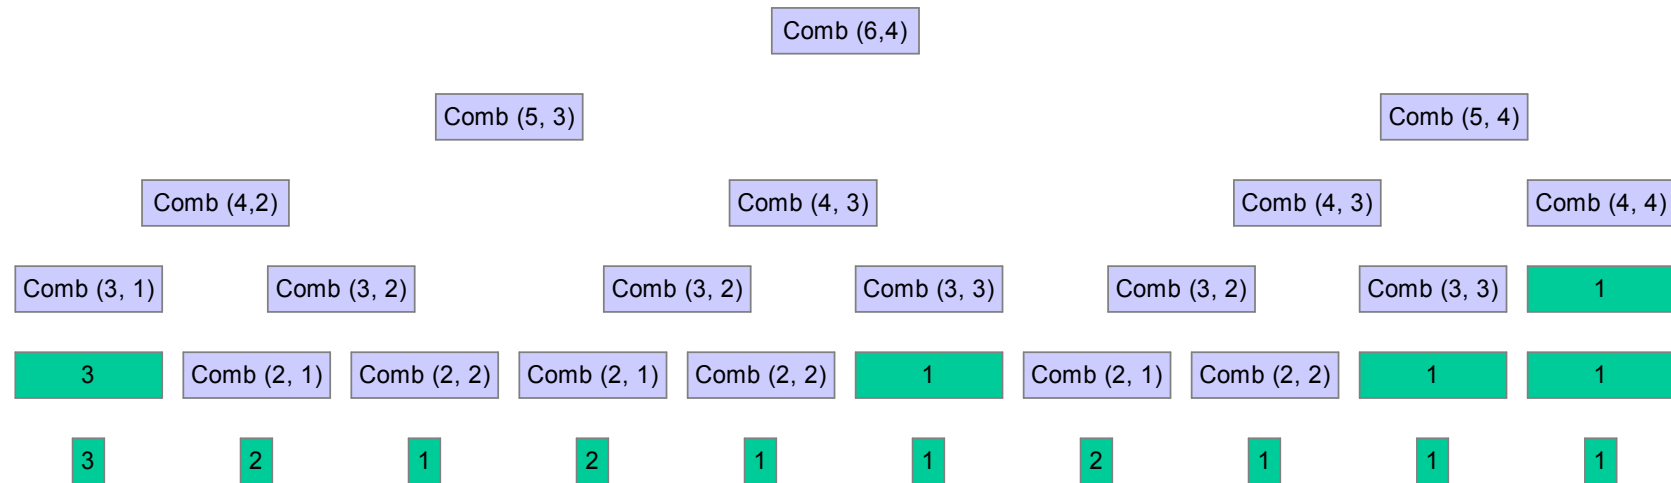 Comb (6,4)
Comb (5, 3) Comb (5, 4)
Comb (4,2) Comb (4, 3) Comb (4, 3) Comb (4, 4)
Comb (3, 1) Comb (3, 2) Comb (3, 2) Comb (3, 3) Comb (3, 2) Comb (3, 3) 1
3 Comb (2, 1) Comb (2, 2) Comb (2, 1) Comb (2, 2) 1 Comb (2, 1) Comb (2, 2) 1 1
3 2 1 2 1 1 2 1 1 1